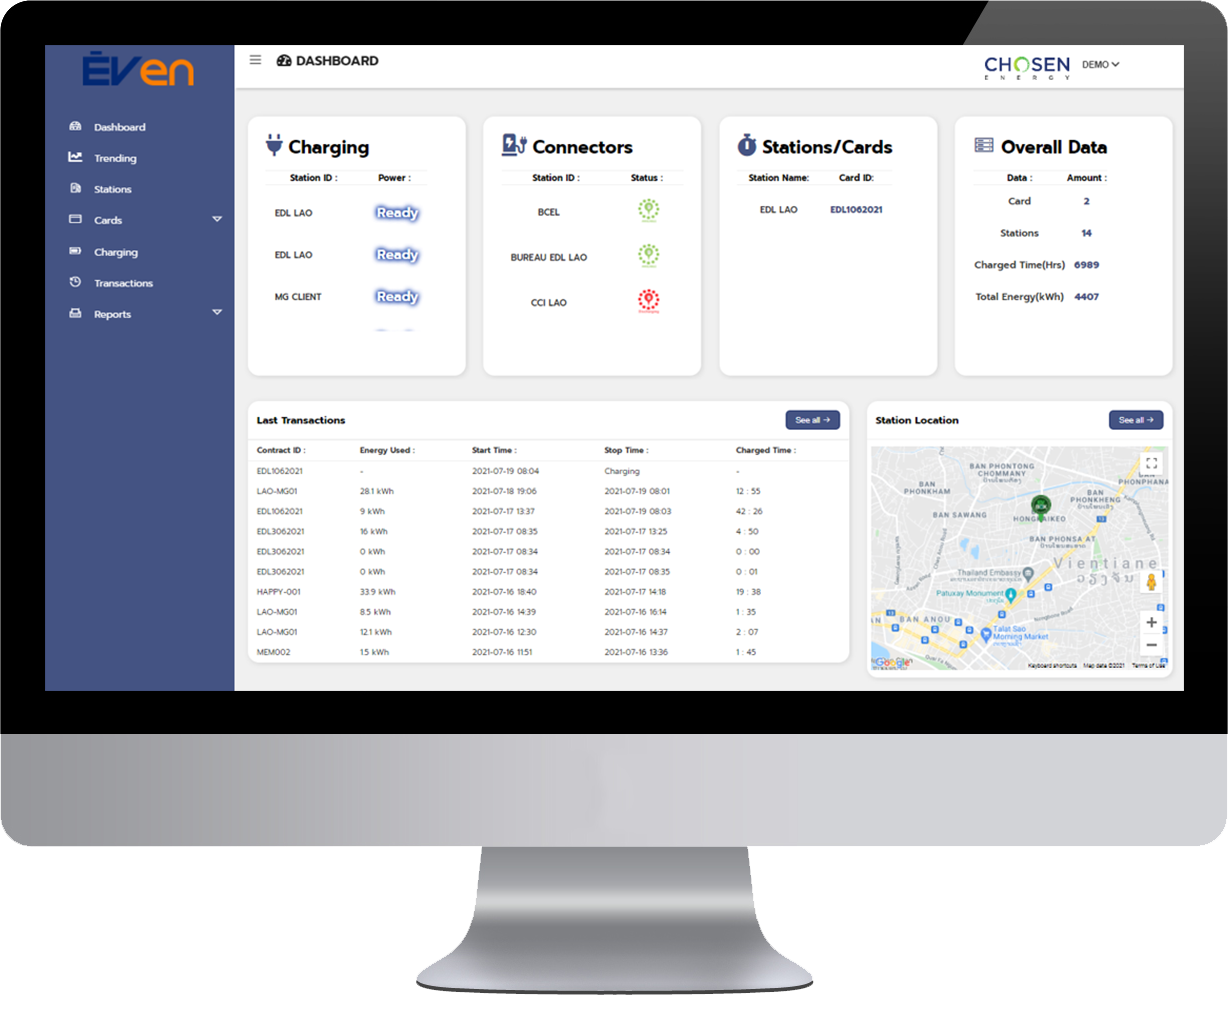 ĒVen
DASHBOARD
CHOSEN
ENERGY
DEMO
Dashboard
Trending
Stations
Cards
Charging
Transactions
Reports
Charging
Station ID : Power :
EDL LAO Ready
EDL LAO Ready
MG CLIENT Ready
Connectors
Station ID : Status :
BCEL
BUREAU EDL LAO
CCI LAO
Stations/Cards
Station Name: Card ID:
EDL LAO EDL1062021
Overall Data
Data : Amount :
Card 2
Stations 14
Charged Time(Hrs) 6989
Total Energy(kWh) 4407
Last Transactions See all →
Contract ID : Energy Used : Start Time : Stop Time : Charged Time :
EDL1062021 - 2021-07-19 08:04 Charging -
LAO-MG01 28.1 kWh 2021-07-18 19:06 2021-07-19 08:01 12 : 55
EDL1062021 9 kWh 2021-07-17 13:37 2021-07-19 08:03 42 : 26
EDL3062021 16 kWh 2021-07-17 08:35 2021-07-17 13:25 4 : 50
EDL3062021 0 kWh 2021-07-17 08:34 2021-07-17 08:34 0 : 00
EDL3062021 0 kWh 2021-07-17 08:34 2021-07-17 08:35 0 : 01
HAPPY-001 33.9 kWh 2021-07-16 18:40 2021-07-17 14:18 19 : 38
LAO-MG01 8.5 kWh 2021-07-16 14:39 2021-07-16 16:14 1 : 35
LAO-MG01 12.1 kWh 2021-07-16 12:30 2021-07-16 14:37 2 : 07
MEM002 15 kWh 2021-07-16 11:51 2021-07-16 13:36 1 : 45
Station Location See all →
BAN PHONTONG
CHOMMANY
BAN
PHONKHAM
BAN
PHONPHANA
BAN
PHONKHENG
BAN SAWANG
HONGKAIKEO
13
BAN PHONSA AT
Vientiane
ວຽງຈັນ
Thailand Embassy
Patuxay Monument
BAN ANOU
Talat Sao
Morning Market
Google
Keyboard shortcuts Map data ©2021 Terms of Use